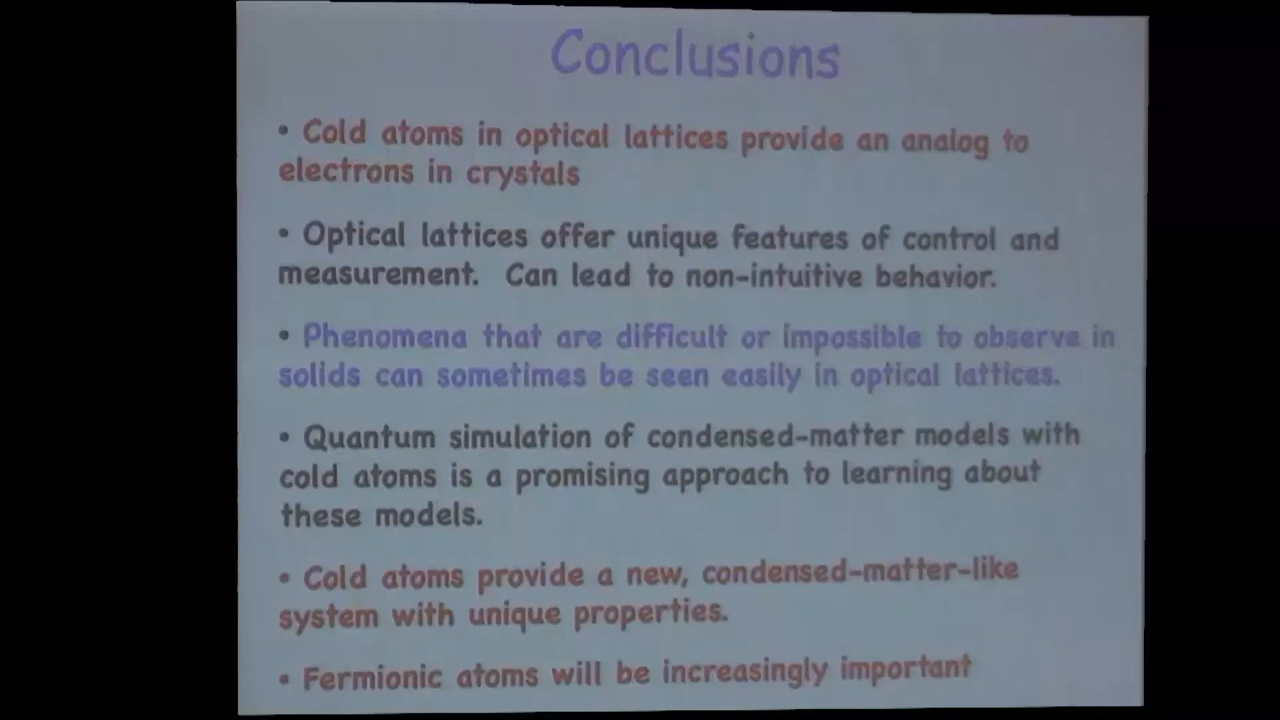 Conclusions
• Cold atoms in optical lattices provide an analog to
electrons in crystals
• Optical lattices offer unique features of control and
measurement. Can lead to non-intuitive behavior.
• Phenomena that are difficult or impossible to observe in
solids can sometimes be seen easily in optical lattices.
• Quantum simulation of condensed-matter models with
cold atoms is a promising approach to learning about
these models.
• Cold atoms provide a new, condensed-matter-like
system with unique properties.
• Fermionic atoms will be increasingly important